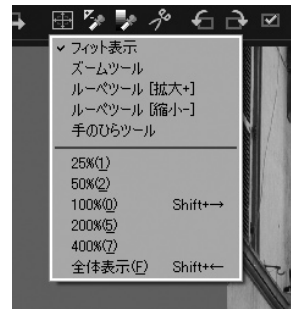 ✓ フィット表示
ズームツール
ルーペツール [拡大+]
ルーペツール [縮小-]
手のひらツール
25%(1)
50%(2)
100%(0) Shift+→
200%(5)
400%(7)
全体表示(F) Shift+←